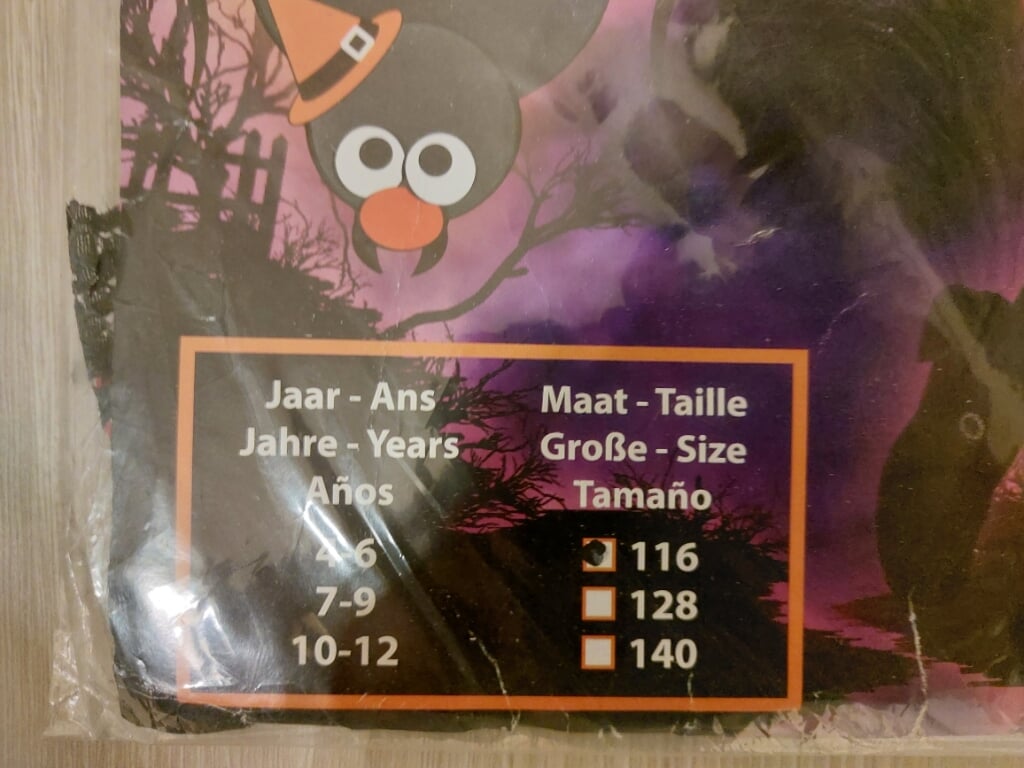 Jaar - Ans
Jahre - Years
Años
4-6
7-9
10-12
Maat - Taille
Große - Size
Tamaño
116
128
140